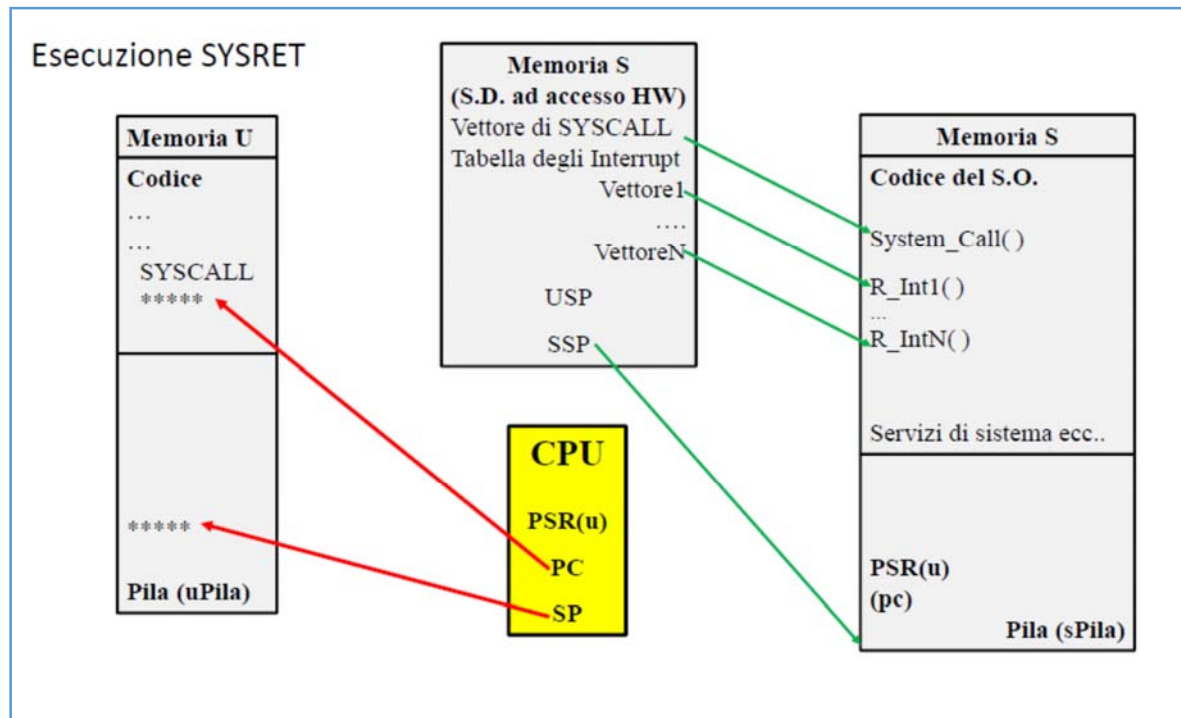 Esecuzione SYSRET
Memoria U
Codice
...
...
SYSCALL
*****
*****
Pila (uPila)
Memoria S
(S.D. ad accesso HW)
Vettore di SYSCALL
Tabella degli Interrupt
Vettore1
....
VettoreN
USP
SSP
CPU
PSR(u)
PC
SP
Memoria S
Codice del S.O.
System_Call( )
R_Int1( )
...
R_IntN( )
Servizi di sistema ecc..
PSR(u)
(pc)
Pila (sPila)